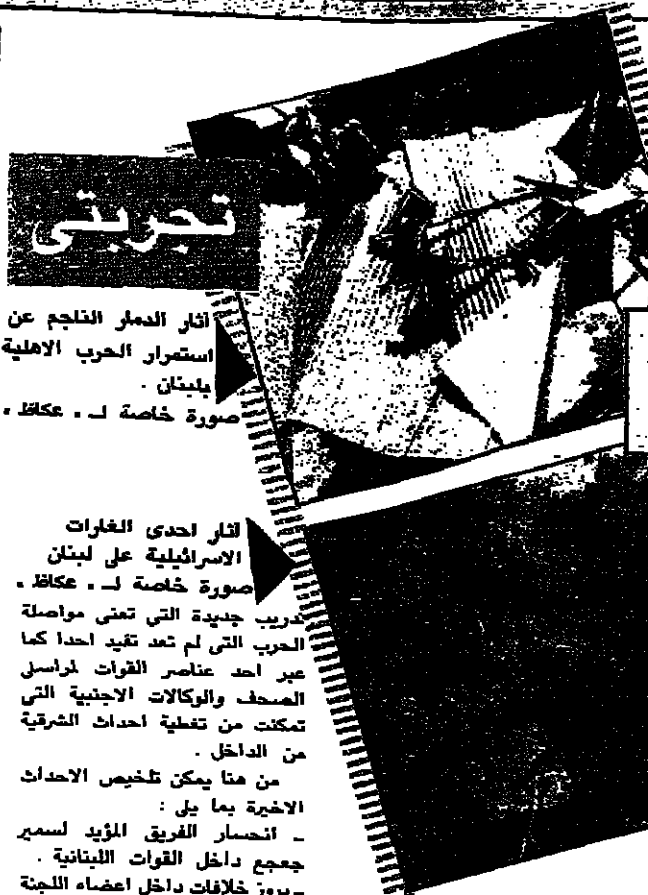 تجربتي
آثار الدمار الناجم عن
استمرار الحرب الاهلية
بلبنان .
صورة خاصة لـ . عكاظ .
آثار احدى الغارات
الاسرائيلية على لبنان
صورة خاصة لـ . عكاظ .
تدريب جديدة التي تعنى مواصلة
الحرب التي لم تعد تفيد احدا كما
عبر احد عناصر القوات لمراسلى
الصحف والوكالات الاجنبية التي
تمكنت من تغطية احداث الشرقية
من الداخل .
من هنا يمكن تلخيص الاحداث
الاخيرة بما يلى :
ـ انحسار الفريق المؤيد لسمير
جعجع داخل القوات اللبنانية .
ـ بروز خلافات داخل اعضاء اللجنة